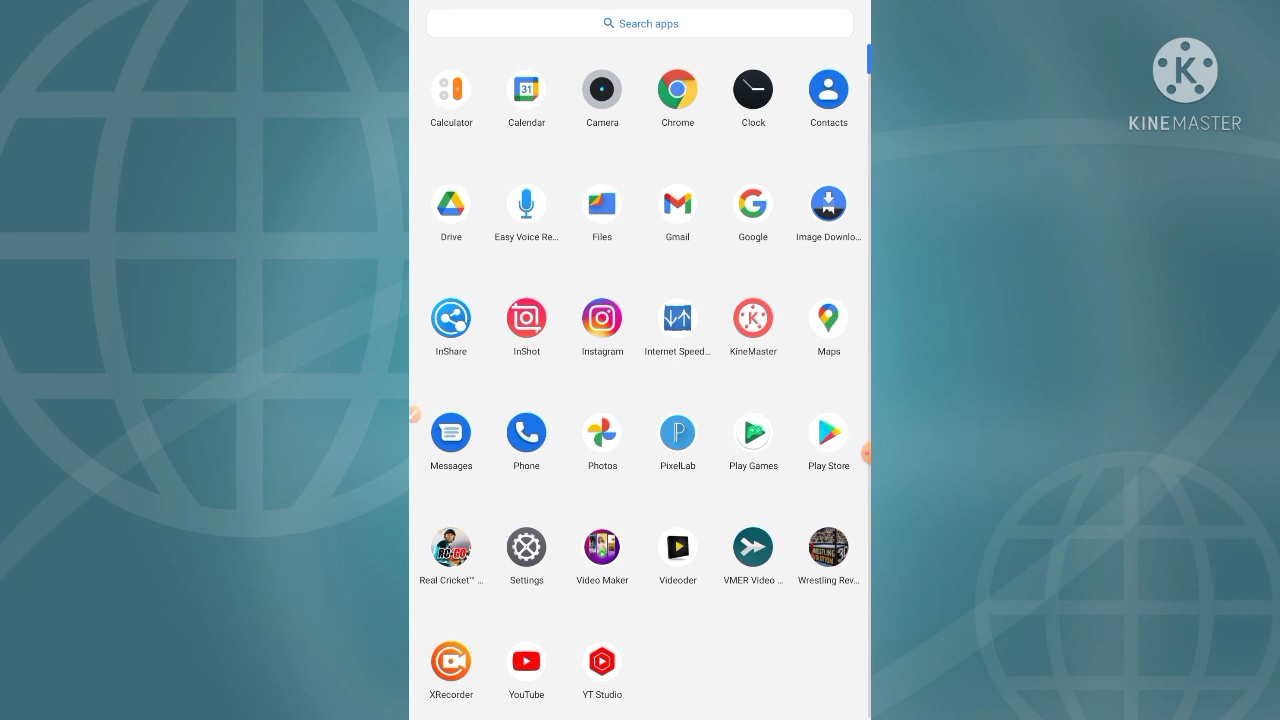 Search apps
KINEMASTER
Calculator
Calendar
Camera
Chrome
Clock
Contacts
Drive
Easy Voice Re...
Files
Gmail
Google
Image Downlo...
InShare
InShot
Instagram
Internet Speed...
KineMaster
Maps
Messages
Phone
Photos
PixelLab
Play Games
Play Store
Real Cricket™ ...
Settings
Video Maker
Videoder
VMER Video ...
Wrestling Rev...
XRecorder
YouTube
YT Studio